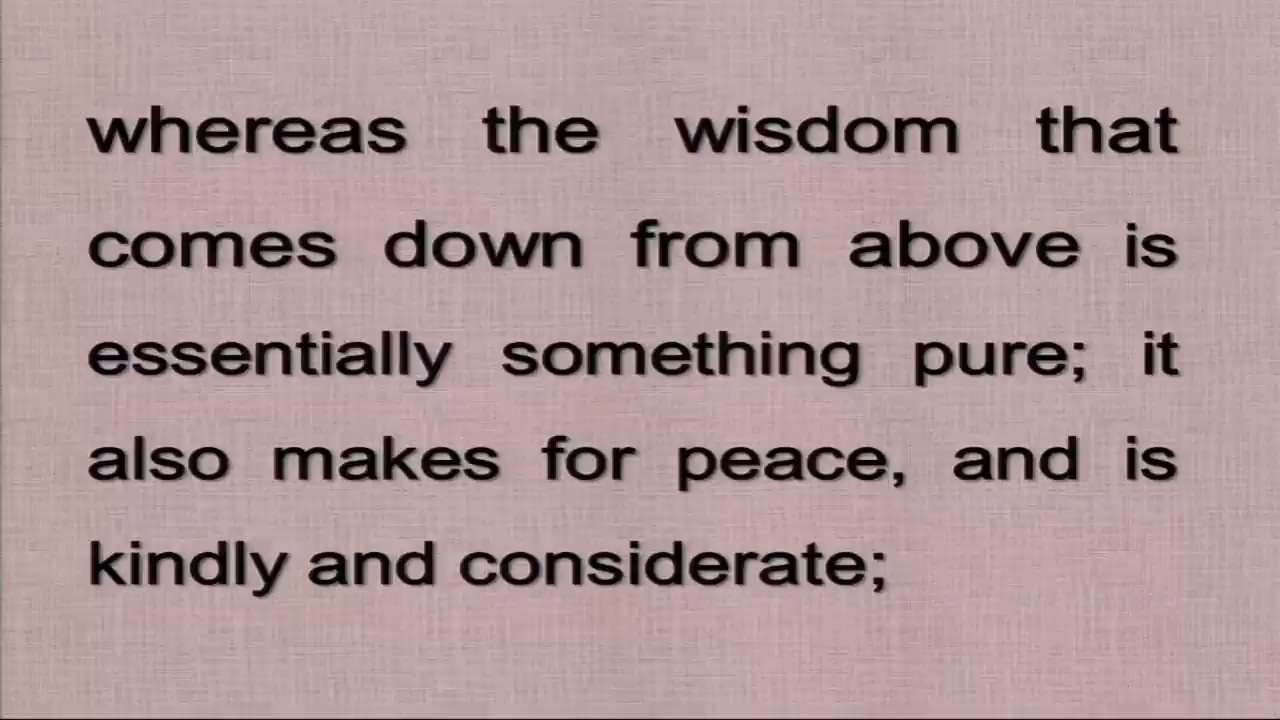 whereas the wisdom that
comes down from above is
essentially something pure; it
also makes for peace, and is
kindly and considerate;